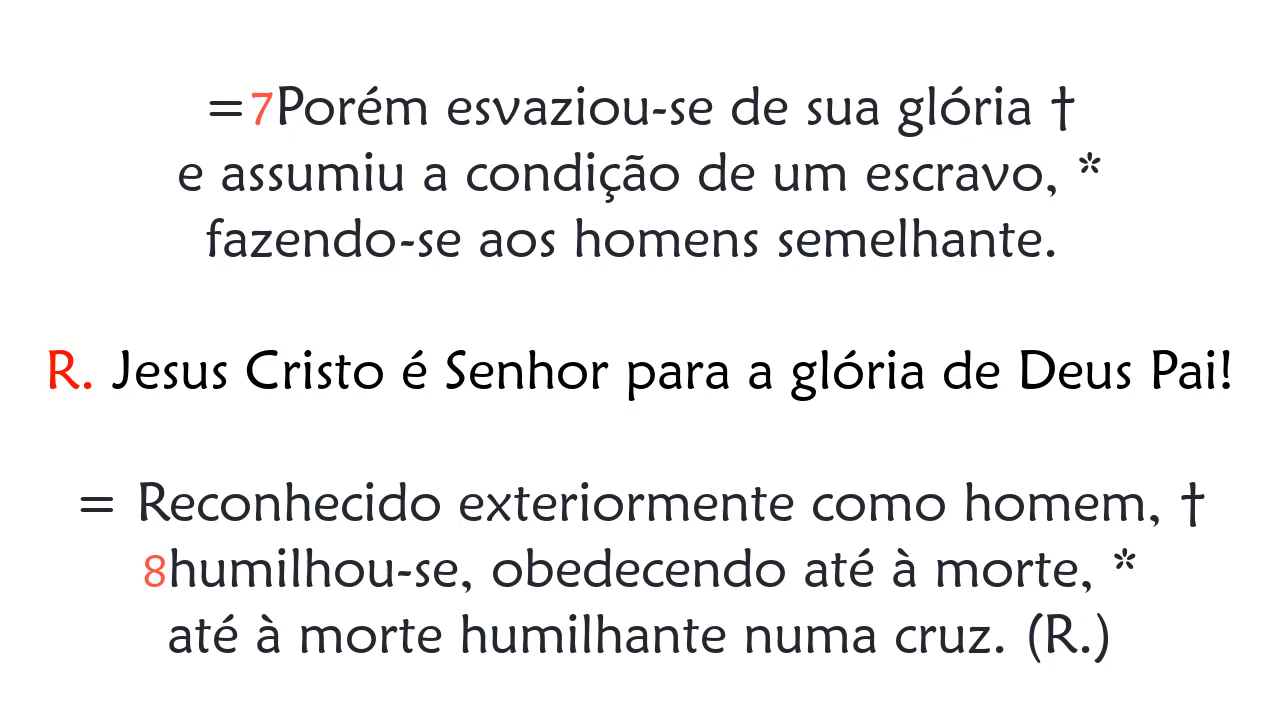 =7Porém esvaziou-se de sua glória †
e assumiu a condição de um escravo, *
fazendo-se aos homens semelhante.
R. Jesus Cristo é Senhor para a glória de Deus Pai!
= Reconhecido exteriormente como homem, †
8humilhou-se, obedecendo até à morte, *
até à morte humilhante numa cruz. (R.)